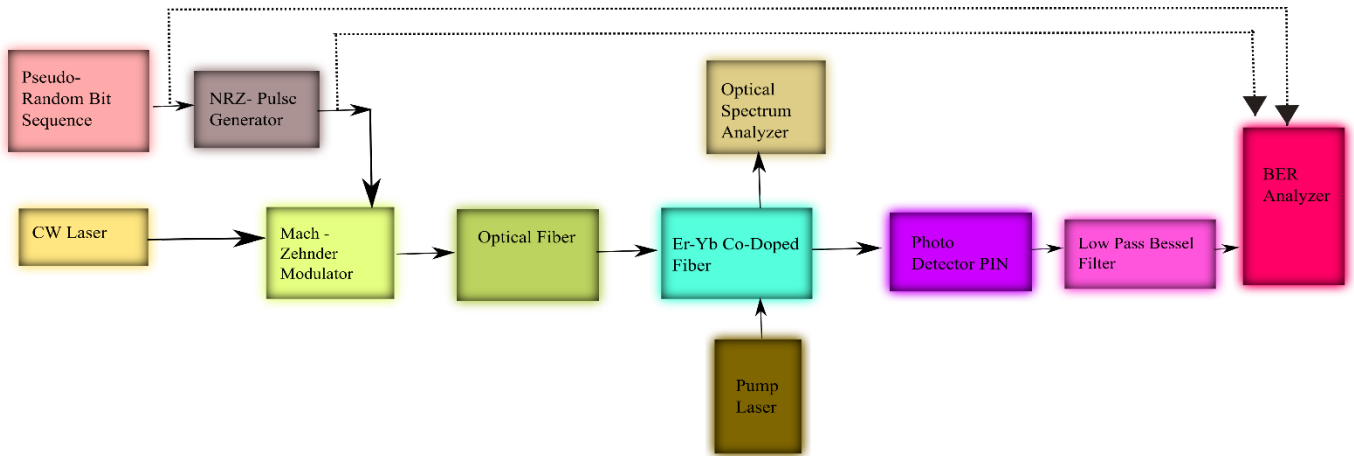 Pseudo-
Random Bit
Sequence
NRZ- Pulsc
Generator
Optical
Spectrum
Analyzer
BER
Analyzer
CW Laser
Mach -
Zehnder
Modulator
Optical Fiber
Er-Yb Co-Doped
Fiber
Photo
Detector PIN
Low Pass Bessel
Filter
Pump
Laser